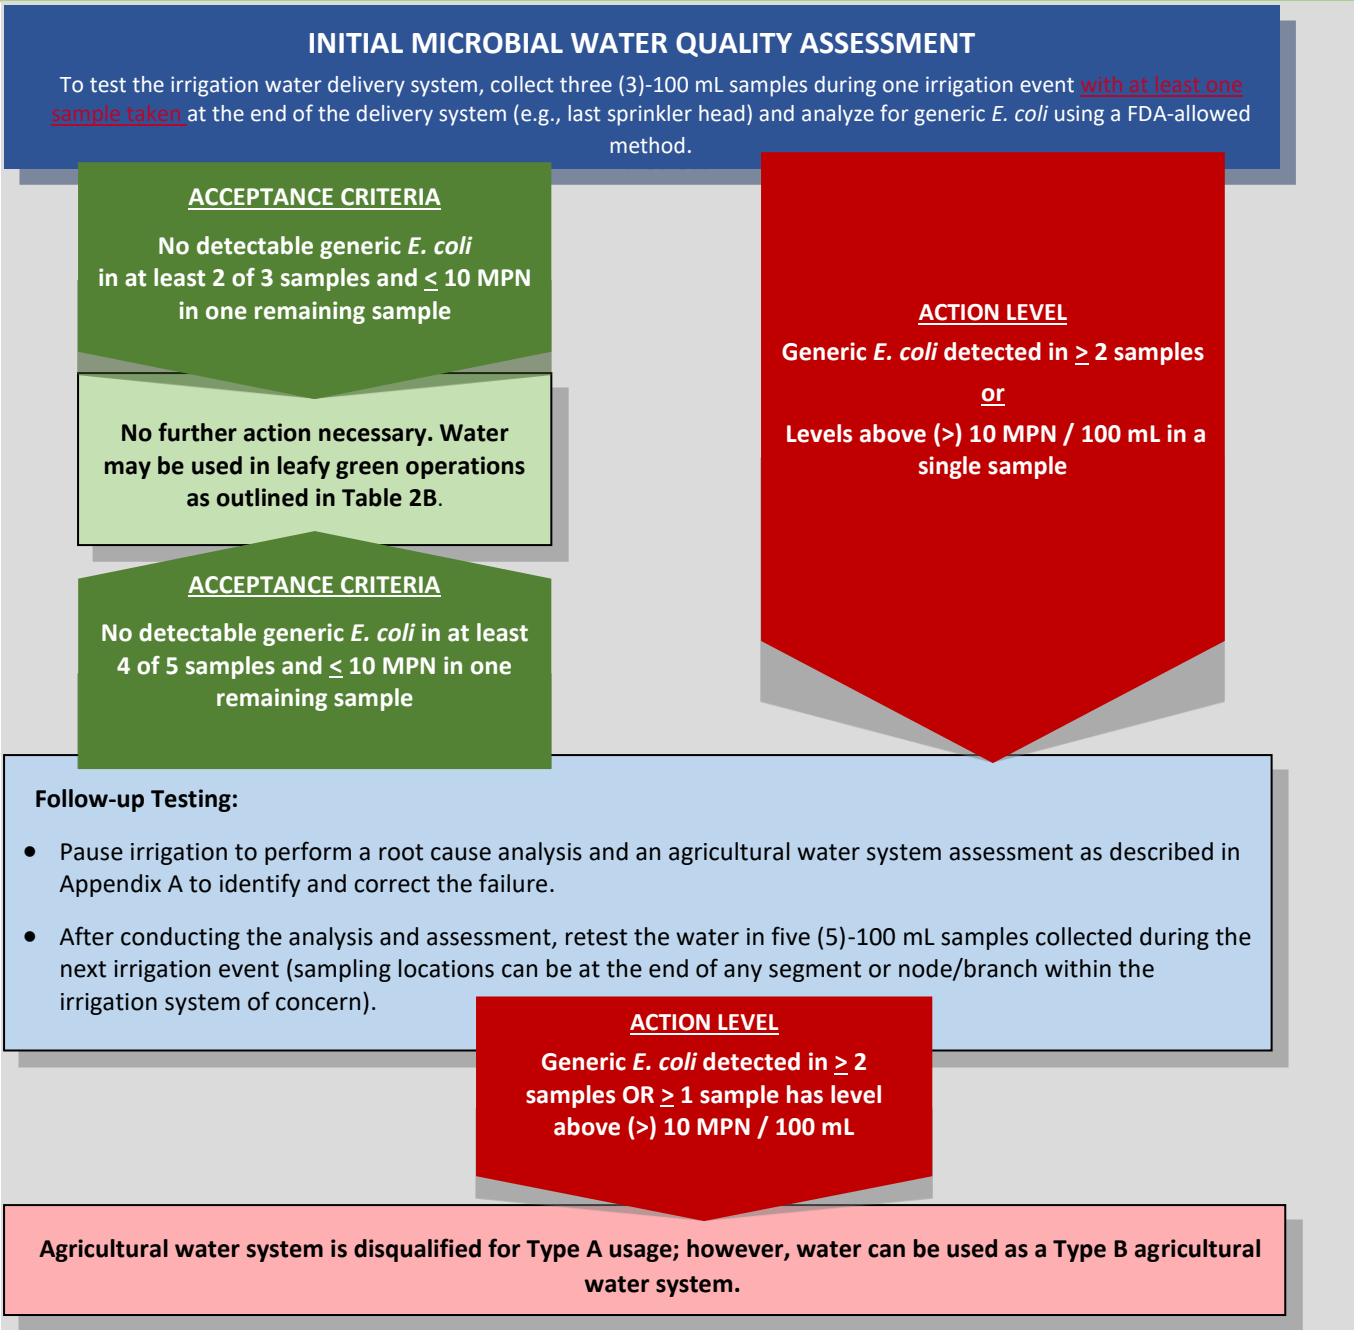 INITIAL MICROBIAL WATER QUALITY ASSESSMENT
To test the irrigation water delivery system, collect three (3)-100 mL samples during one irrigation event with at least one
sample taken at the end of the delivery system (e.g., last sprinkler head) and analyze for generic E. coli using a FDA-allowed
method.
ACCEPTANCE CRITERIA
No detectable generic E. coli
in at least 2 of 3 samples and ≤ 10 MPN
in one remaining sample
No further action necessary. Water
may be used in leafy green operations
as outlined in Table 2B.
ACCEPTANCE CRITERIA
No detectable generic E. coli in at least
4 of 5 samples and ≤ 10 MPN in one
remaining sample
ACTION LEVEL
Generic E. coli detected in ≥ 2 samples
or
Levels above (>) 10 MPN / 100 mL in a
single sample
Follow-up Testing:
• Pause irrigation to perform a root cause analysis and an agricultural water system assessment as described in
Appendix A to identify and correct the failure.
• After conducting the analysis and assessment, retest the water in five (5)-100 mL samples collected during the
next irrigation event (sampling locations can be at the end of any segment or node/branch within the
irrigation system of concern).
ACTION LEVEL
Generic E. coli detected in ≥ 2
samples OR ≥ 1 sample has level
above (>) 10 MPN / 100 mL
Agricultural water system is disqualified for Type A usage; however, water can be used as a Type B agricultural
water system.